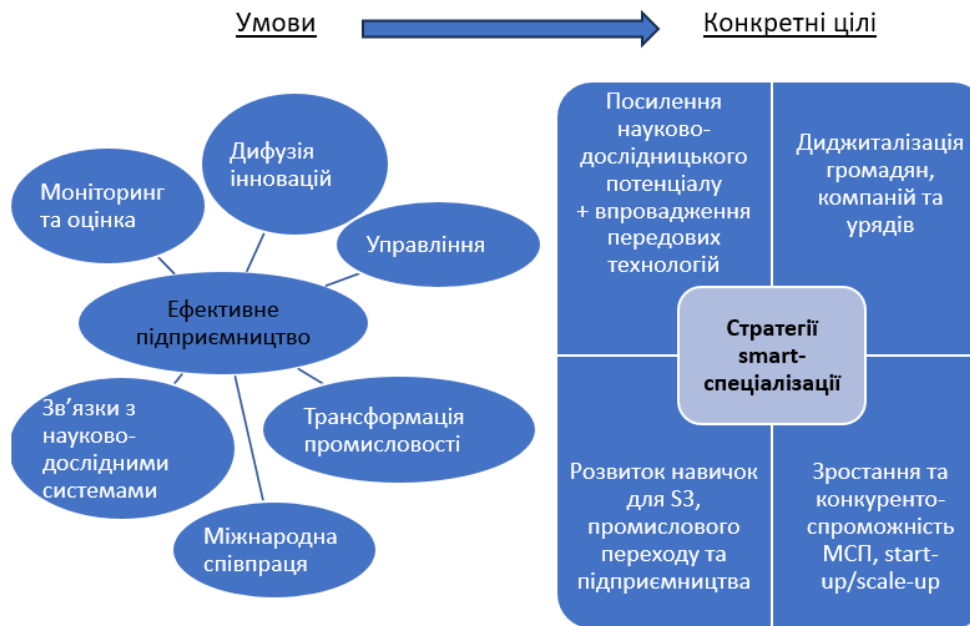 Умови
Конкретні цілі
Дифузія
інновацій
Моніторинг
та оцінка
Управління
Ефективне
підприємництво
Зв’язки з
науково-
дослідними
системами
Трансформація
промисловості
Міжнародна
співпраця
Посилення
науково-
дослідницького
потенціалу
+ впровадження
передових
технологій
Диджиталізація
громадян,
компаній та
урядів
Стратегії
smart-
спеціалізації
Розвиток навичок
для S3,
промислового
переходу та
підприємництва
Зростання та
конкуренто-
спроможність
МСП, start-
up/scale-up